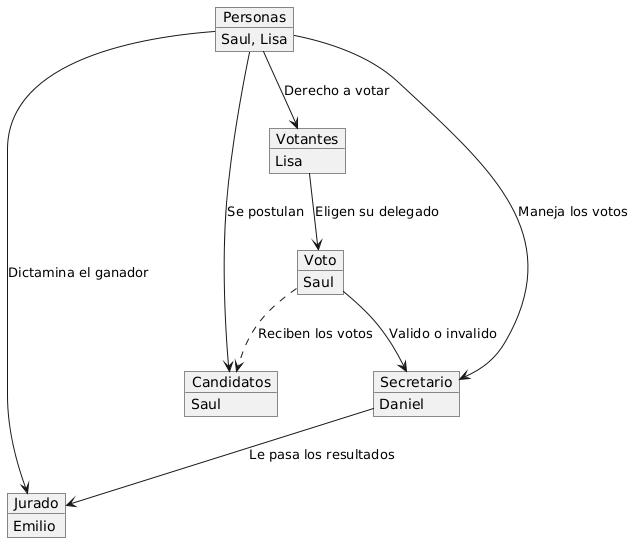 Personas
Saul, Lisa
Derecho a votar
Votantes
Lisa
Se postulan
Eligen su delegado
Maneja los votos
Voto
Saul
Dictamina el ganador
Reciben los votos
Valido o invalido
Candidatos
Saul
Secretario
Daniel
Le pasa los resultados
Jurado
Emilio